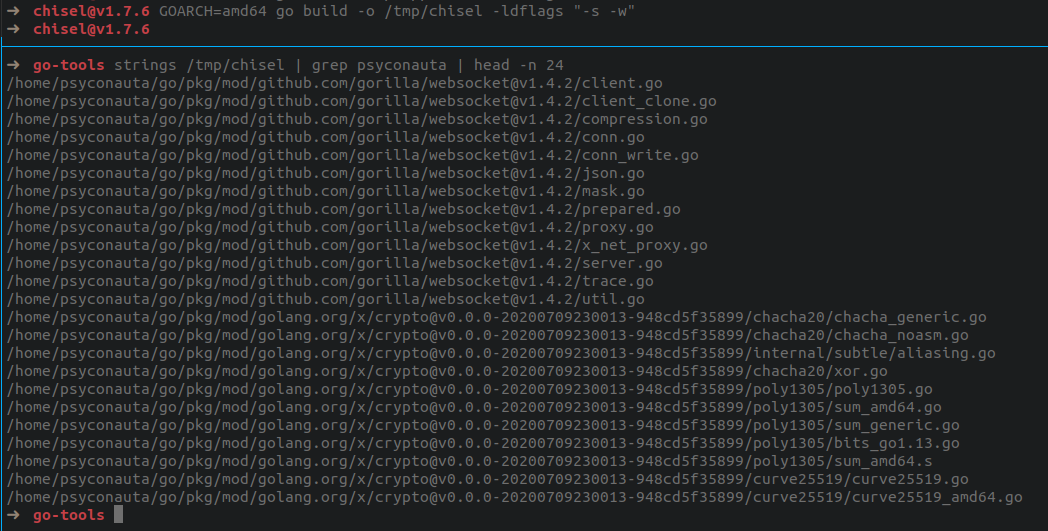 → chisel@v1.7.6 GOARCH=amd64 go build -o /tmp/chisel -ldflags "-s -w"
→ chisel@v1.7.6
→ go-tools strings /tmp/chisel | grep psyconauta | head -n 24
/home/psyconauta/go/pkg/mod/github.com/gorilla/websocket@v1.4.2/client.go
/home/psyconauta/go/pkg/mod/github.com/gorilla/websocket@v1.4.2/client_clone.go
/home/psyconauta/go/pkg/mod/github.com/gorilla/websocket@v1.4.2/compression.go
/home/psyconauta/go/pkg/mod/github.com/gorilla/websocket@v1.4.2/conn.go
/home/psyconauta/go/pkg/mod/github.com/gorilla/websocket@v1.4.2/conn_write.go
/home/psyconauta/go/pkg/mod/github.com/gorilla/websocket@v1.4.2/json.go
/home/psyconauta/go/pkg/mod/github.com/gorilla/websocket@v1.4.2/mask.go
/home/psyconauta/go/pkg/mod/github.com/gorilla/websocket@v1.4.2/prepared.go
/home/psyconauta/go/pkg/mod/github.com/gorilla/websocket@v1.4.2/proxy.go
/home/psyconauta/go/pkg/mod/github.com/gorilla/websocket@v1.4.2/x_net_proxy.go
/home/psyconauta/go/pkg/mod/github.com/gorilla/websocket@v1.4.2/server.go
/home/psyconauta/go/pkg/mod/github.com/gorilla/websocket@v1.4.2/trace.go
/home/psyconauta/go/pkg/mod/github.com/gorilla/websocket@v1.4.2/util.go
/home/psyconauta/go/pkg/mod/golang.org/x/crypto@v0.0.0-20200709230013-948cd5f35899/chacha20/chacha_generic.go
/home/psyconauta/go/pkg/mod/golang.org/x/crypto@v0.0.0-20200709230013-948cd5f35899/chacha20/chacha_noasm.go
/home/psyconauta/go/pkg/mod/golang.org/x/crypto@v0.0.0-20200709230013-948cd5f35899/internal/subtle/aliasing.go
/home/psyconauta/go/pkg/mod/golang.org/x/crypto@v0.0.0-20200709230013-948cd5f35899/chacha20/xor.go
/home/psyconauta/go/pkg/mod/golang.org/x/crypto@v0.0.0-20200709230013-948cd5f35899/poly1305/poly1305.go
/home/psyconauta/go/pkg/mod/golang.org/x/crypto@v0.0.0-20200709230013-948cd5f35899/poly1305/sum_amd64.go
/home/psyconauta/go/pkg/mod/golang.org/x/crypto@v0.0.0-20200709230013-948cd5f35899/poly1305/sum_generic.go
/home/psyconauta/go/pkg/mod/golang.org/x/crypto@v0.0.0-20200709230013-948cd5f35899/poly1305/bits_go1.13.go
/home/psyconauta/go/pkg/mod/golang.org/x/crypto@v0.0.0-20200709230013-948cd5f35899/poly1305/sum_amd64.s
/home/psyconauta/go/pkg/mod/golang.org/x/crypto@v0.0.0-20200709230013-948cd5f35899/curve25519/curve25519.go
/home/psyconauta/go/pkg/mod/golang.org/x/crypto@v0.0.0-20200709230013-948cd5f35899/curve25519/curve25519_amd64.go
→ go-tools